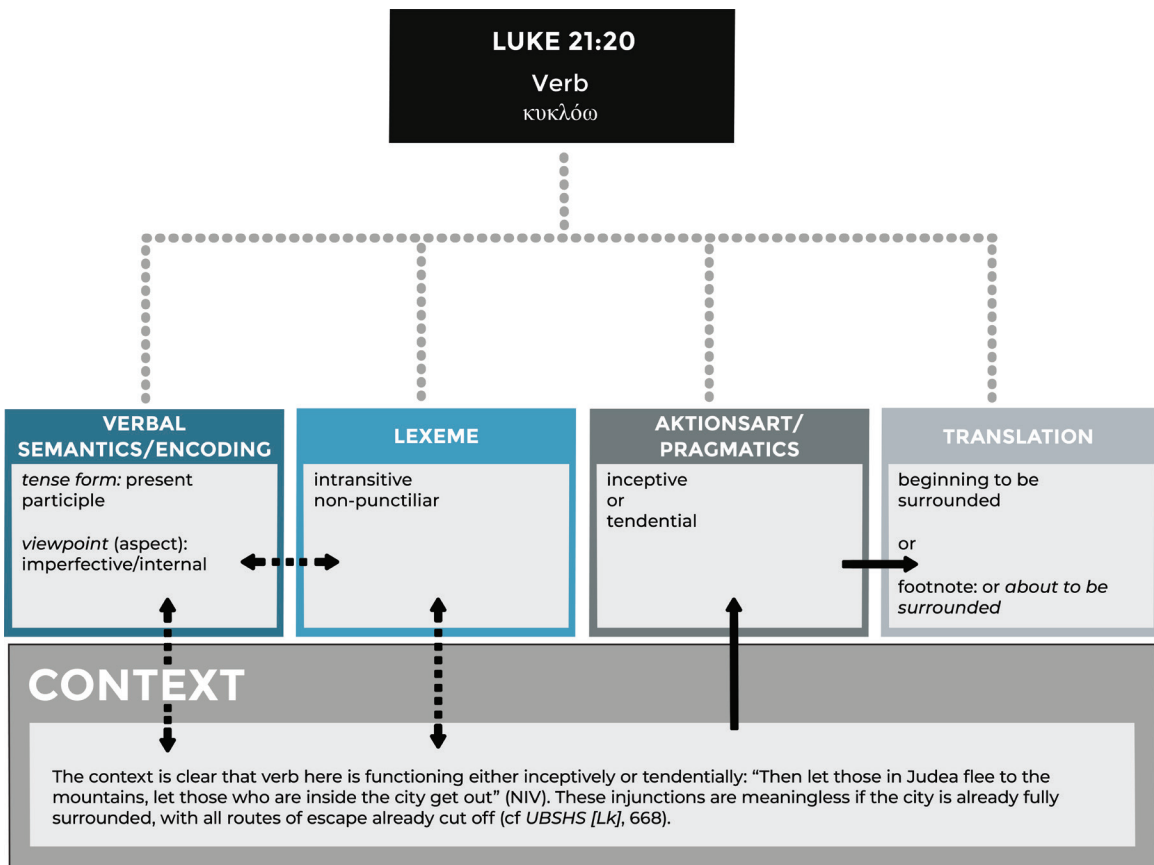 LUKE 21:20
Verb
κυκλόω
VERBAL
SEMANTICS/ENCODING
tense form: present
participle
viewpoint (aspect):
imperfective/internal
LEXEME
intransitive
non-punctiliar
AKTIONSART/
PRAGMATICS
inceptive
or
tendential
TRANSLATION
beginning to be
surrounded
or
footnote: or about to be
surrounded
CONTEXT
The context is clear that verb here is functioning either inceptively or tendentially: “Then let those in Judea flee to the
mountains, let those who are inside the city get out” (NIV). These injunctions are meaningless if the city is already fully
surrounded, with all routes of escape already cut off (cf UBSHS [Lk], 668).